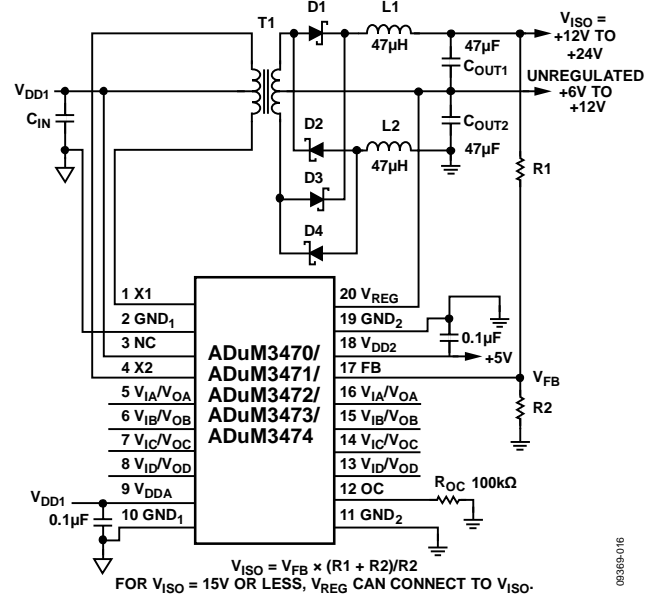 T1
D1
L1
47µH
47µF
C_OUT1
V_ISO =
+12V TO
+24V
UNREGULATED
+6V TO
+12V
V_DD1
C_IN
D2
L2
47µH
C_OUT2
47µF
D3
R1
D4
1 X1
2 GND₁
3 NC
4 X2
5 V_IA/V_OA
6 V_IB/V_OB
7 V_IC/V_OC
8 V_ID/V_OD
9 V_DDA
10 GND₁
ADuM3470/
ADuM3471/
ADuM3472/
ADuM3473/
ADuM3474
20 V_REG
19 GND₂
18 V_DD2
17 FB
16 V_IA/V_OA
15 V_IB/V_OB
14 V_IC/V_OC
13 V_ID/V_OD
12 OC
11 GND₂
0.1µF
+5V
V_FB
R2
R_OC 100kΩ
V_DD1
0.1µF
V_ISO = V_FB × (R1 + R2)/R2
FOR V_ISO = 15V OR LESS, V_REG CAN CONNECT TO V_ISO.
09369-016